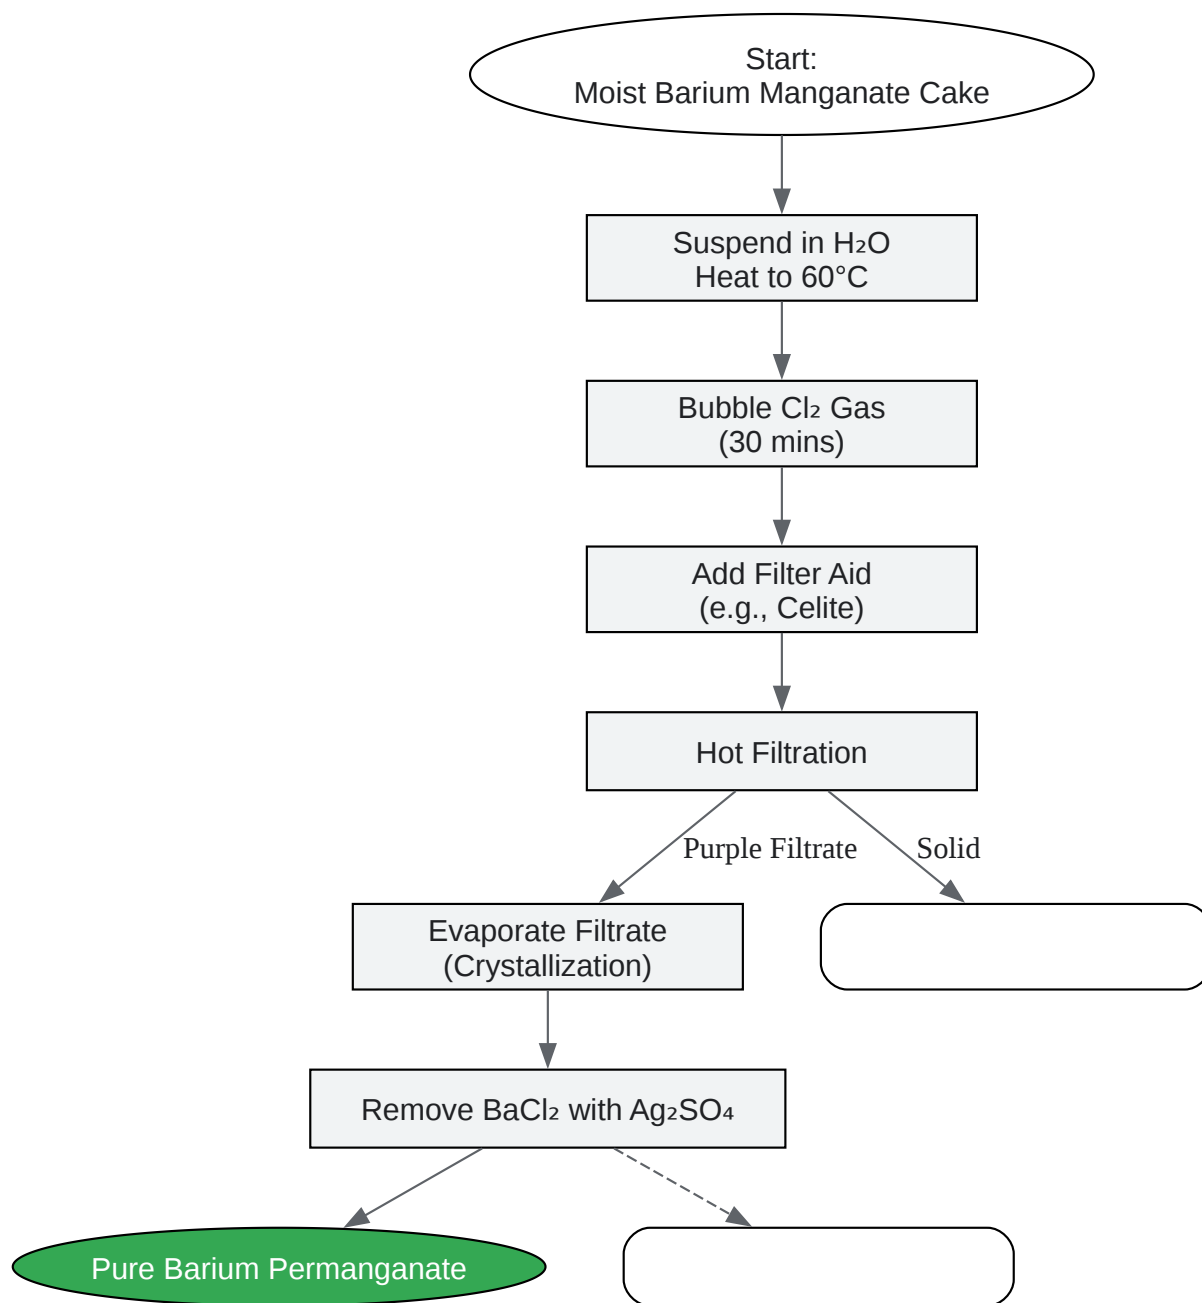 Start:
Moist Barium Manganate Cake
Suspend in H₂O
Heat to 60°C
Bubble Cl₂ Gas
(30 mins)
Add Filter Aid
(e.g., Celite)
Hot Filtration
Purple Filtrate
Solid
Evaporate Filtrate
(Crystallization)
Remove BaCl₂ with Ag₂SO₄
Pure Barium Permanganate